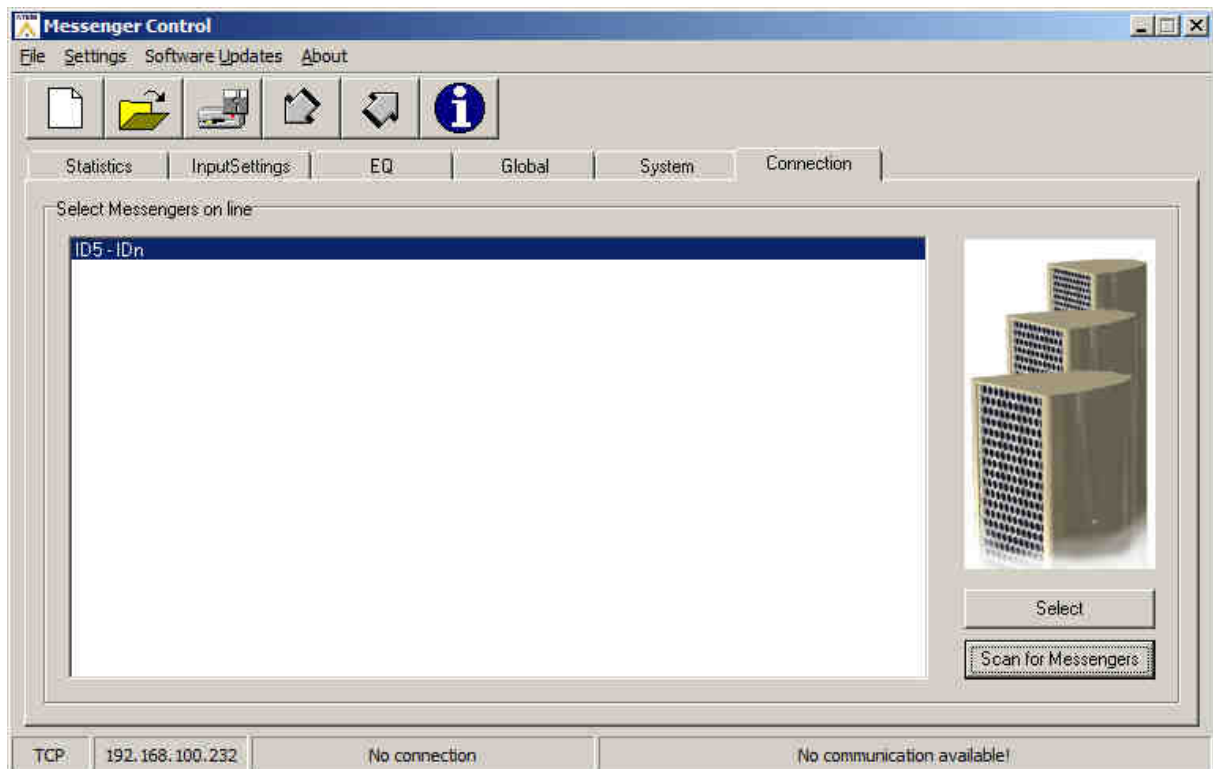 Messenger Control
File Settings Software Updates About
Statistics InputSettings EQ Global System Connection
Select Messengers on line
ID5 - IDn
Select
Scan for Messengers
TCP 192.168.100.232 No connection No communication available!